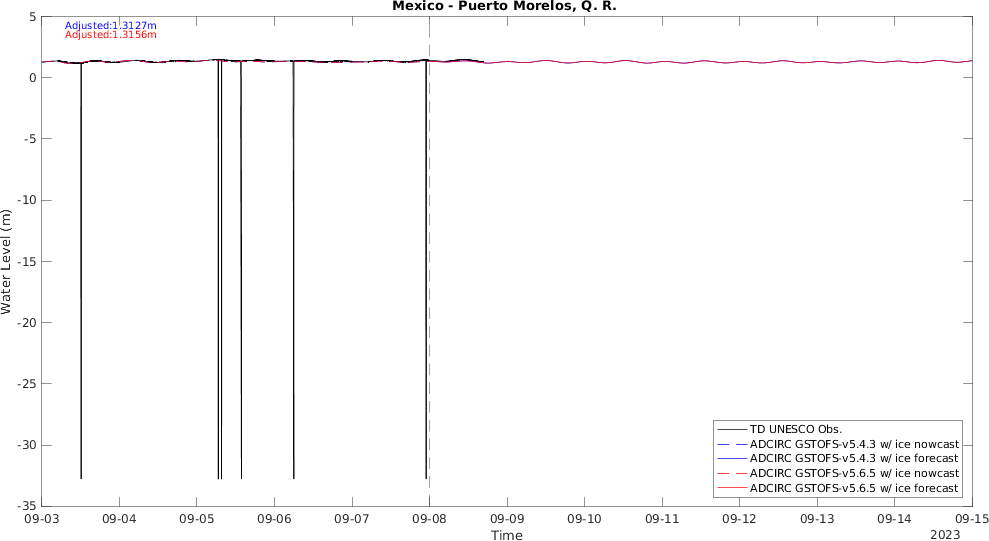 Mexico - Puerto Morelos, Q. R.
Adjusted:1.3127m
Adjusted:1.3156m
5
0
-5
-10
-15
-20
-25
-30
-35
Water Level (m)
TD UNESCO Obs.
ADCIRC GSTOFS-v5.4.3 w/ ice nowcast
ADCIRC GSTOFS-v5.4.3 w/ ice forecast
ADCIRC GSTOFS-v5.6.5 w/ ice nowcast
ADCIRC GSTOFS-v5.6.5 w/ ice forecast
09-03 09-04 09-05 09-06 09-07 09-08 09-09 09-10 09-11 09-12 09-13 09-14 09-15
Time
2023